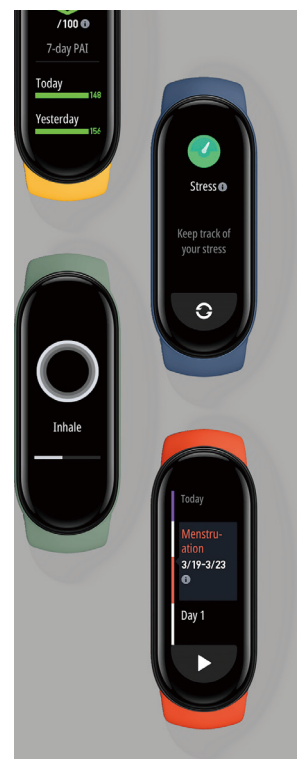 /100
7-day PAI
Today
148
Yesterday
156
Stress
Keep track of
your stress
Inhale
Today
Menstru-
ation
3/19-3/23
Day 1